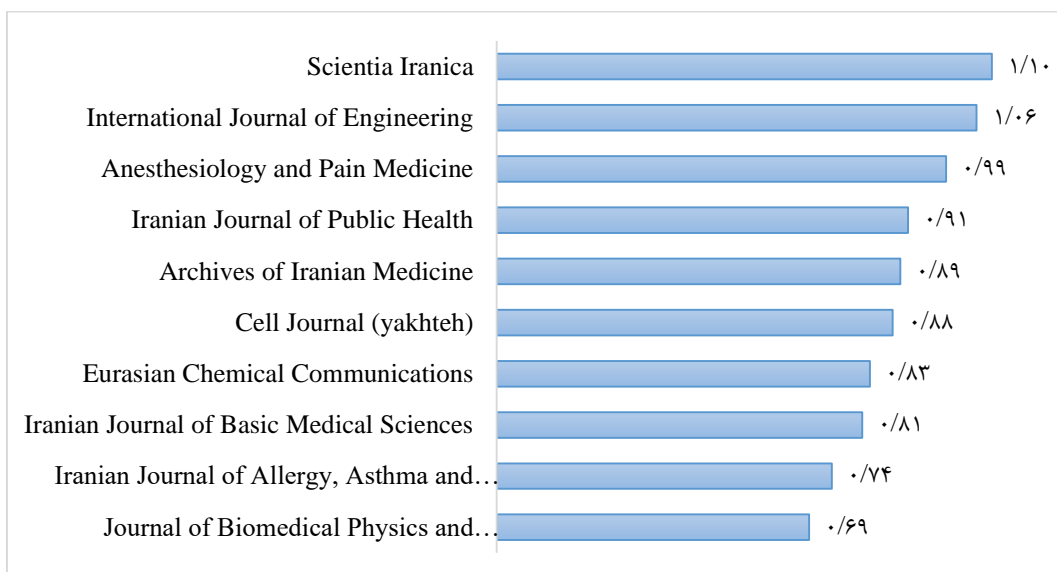 Scientia Iranica ۱/۱۰
International Journal of Engineering ۱/۰۶
Anesthesiology and Pain Medicine ۰/۹۹
Iranian Journal of Public Health ۰/۹۱
Archives of Iranian Medicine ۰/۸۹
Cell Journal (yakhteh) ۰/۸۸
Eurasian Chemical Communications ۰/۸۳
Iranian Journal of Basic Medical Sciences ۰/۸۱
Iranian Journal of Allergy, Asthma and… ۰/۷۴
Journal of Biomedical Physics and… ۰/۶۹